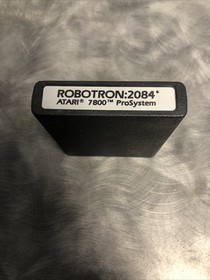 ROBOTRON:2084*
ATARI® 7800™ ProSystem